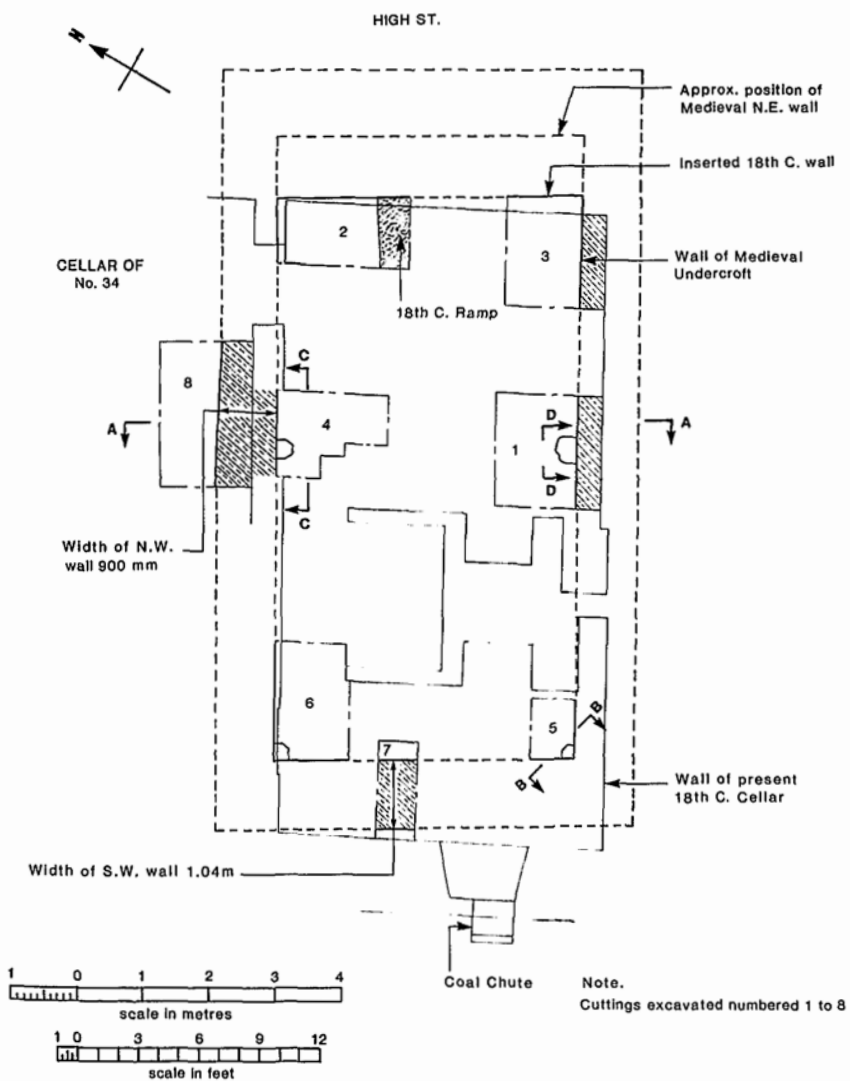 HIGH ST.
N
Approx. position of
Medieval N.E. wall
Inserted 18th C. wall
2
3
CELLAR OF
No. 34
Wall of Medieval
Undercroft
18th C. Ramp
8
C
A
4
D
1
A
D
C
Width of N.W.
wall 900 mm
6
B
5
7
B
Wall of present
18th C. Cellar
Width of S.W. wall 1.04m
Coal Chute
Note.
Cuttings excavated numbered 1 to 8
1 0 1 2 3 4
scale in metres
1 0 3 6 9 12
scale in feet